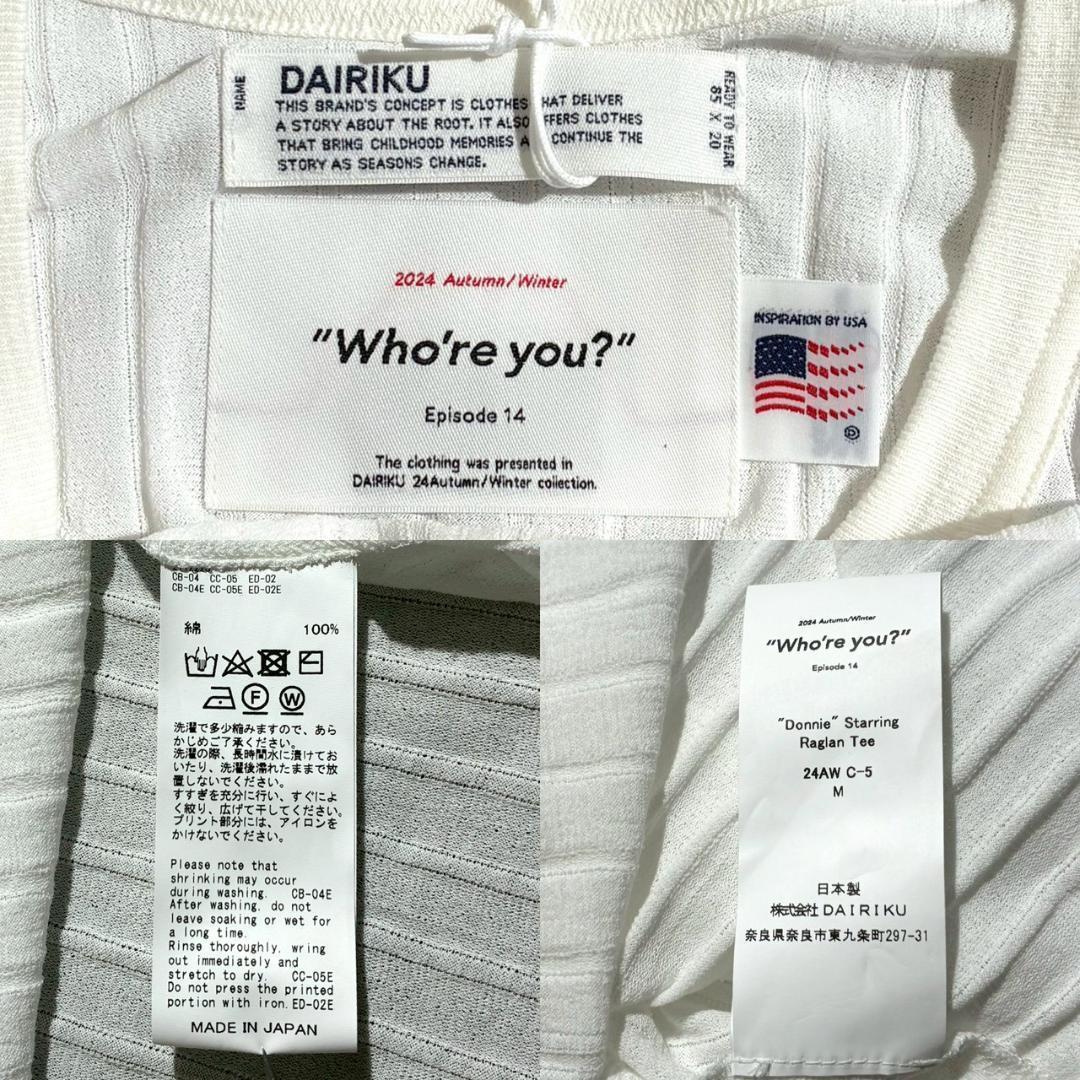 NAME
DAIRIKU
THIS BRAND'S CONCEPT IS CLOTHES HAT DELIVER
A STORY ABOUT THE ROOT. IT ALSO FFERS CLOTHES
THAT BRING CHILDHOOD MEMORIES A CONTINUE THE
STORY AS SEASONS CHANGE.
READY TO WEAR
85 X 20
2024 Autumn/Winter
"Who're you?"
Episode 14
The clothing was presented in
DAIRIKU 24Autumn/Winter collection.
INSPIRATION BY USA
CB-04 CC-05 ED-02
CB-04E CC-05E ED-02E
綿 100%
F W
洗濯で多少縮みますので、あら
かじめご了承ください。
洗濯の際、長時間水に漬けてお
いたり、洗濯後濡れたままで放
置しないでください。
すすぎを充分に行い、すぐによ
く絞り、広げて干してください。
プリント部分には、アイロンを
かけないでください。
Please note that
shrinking may occur
during washing. CB-04E
After washing, do not
leave soaking or wet for
a long time.
Rinse thoroughly, wring
out immediately and
stretch to dry. CC-05E
Do not press the printed
portion with iron. ED-02E
MADE IN JAPAN
2024 Autumn/Winter
"Who're you?"
Episode 14
"Donnie" Starring
Raglan Tee
24AW C-5
M
日本製
株式会社DAIRIKU
奈良県奈良市東九条町297-31